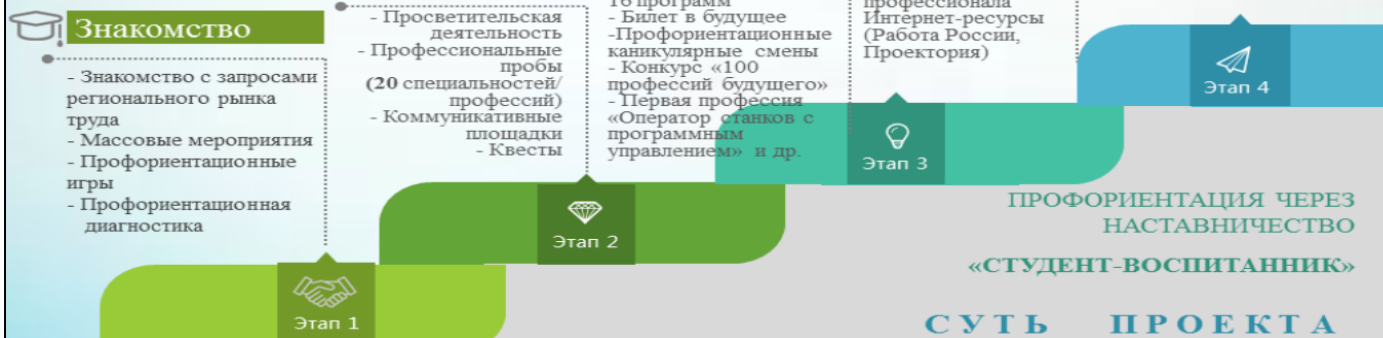 Знакомство
- Знакомство с запросами
регионального рынка
труда
- Массовые мероприятия
- Профориентационные
игры
- Профориентационная
диагностика
Этап 1
- Просветительская
деятельность
- Профессиональные
пробы
(20 специальностей/
профессий)
- Коммуникативные
площадки
- Квесты
Этап 2
16 программ
- Билет в будущее
-Профориентационные
каникулярные смены
- Конкурс «100
профессий будущего»
- Первая профессия
«Оператор станков с
программным
управлением» и др.
Этап 3
профессионала
Интернет-ресурсы
(Работа России,
Проектория)
Этап 4
ПРОФОРИЕНТАЦИЯ ЧЕРЕЗ
НАСТАВНИЧЕСТВО
«СТУДЕНТ-ВОСПИТАННИК»
СУТЬ ПРОЕКТА